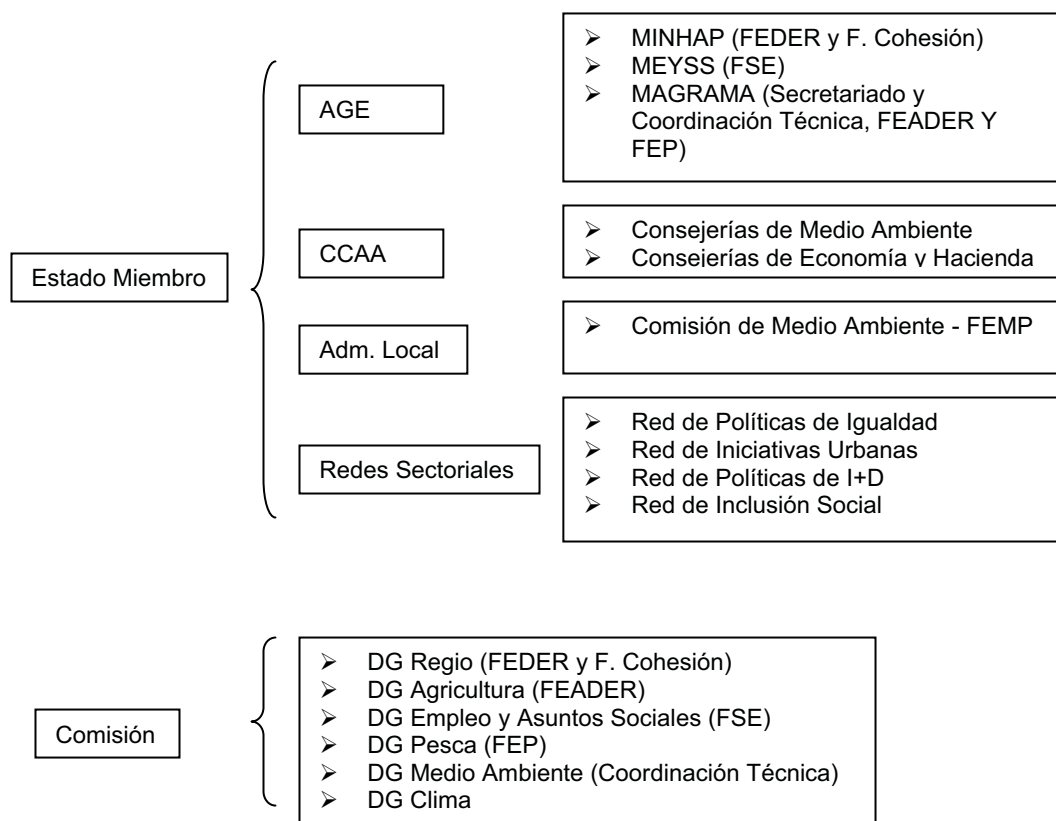 Estado Miembro
AGE
➢ MINHAP (FEDER y F. Cohesión)
➢ MEYSS (FSE)
➢ MAGRAMA (Secretariado y
Coordinación Técnica, FEADER Y
FEP)
CCAA
➢ Consejerías de Medio Ambiente
➢ Consejerías de Economía y Hacienda
Adm. Local
➢ Comisión de Medio Ambiente - FEMP
Redes Sectoriales
➢ Red de Políticas de Igualdad
➢ Red de Iniciativas Urbanas
➢ Red de Políticas de I+D
➢ Red de Inclusión Social
Comisión
➢ DG Regio (FEDER y F. Cohesión)
➢ DG Agricultura (FEADER)
➢ DG Empleo y Asuntos Sociales (FSE)
➢ DG Pesca (FEP)
➢ DG Medio Ambiente (Coordinación Técnica)
➢ DG Clima